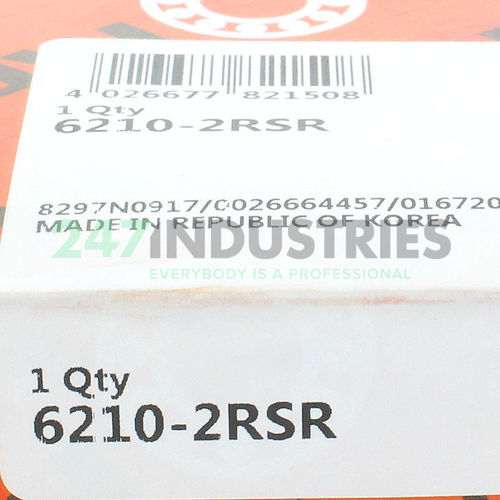 4 026677 821508
1 Qty
6210-2RSR
8297N0917/0026664457/016720
MADE IN REPUBLIC OF KOREA
247INDUSTRIES
EVERYBODY IS A PROFESSIONAL
1 Qty
6210-2RSR